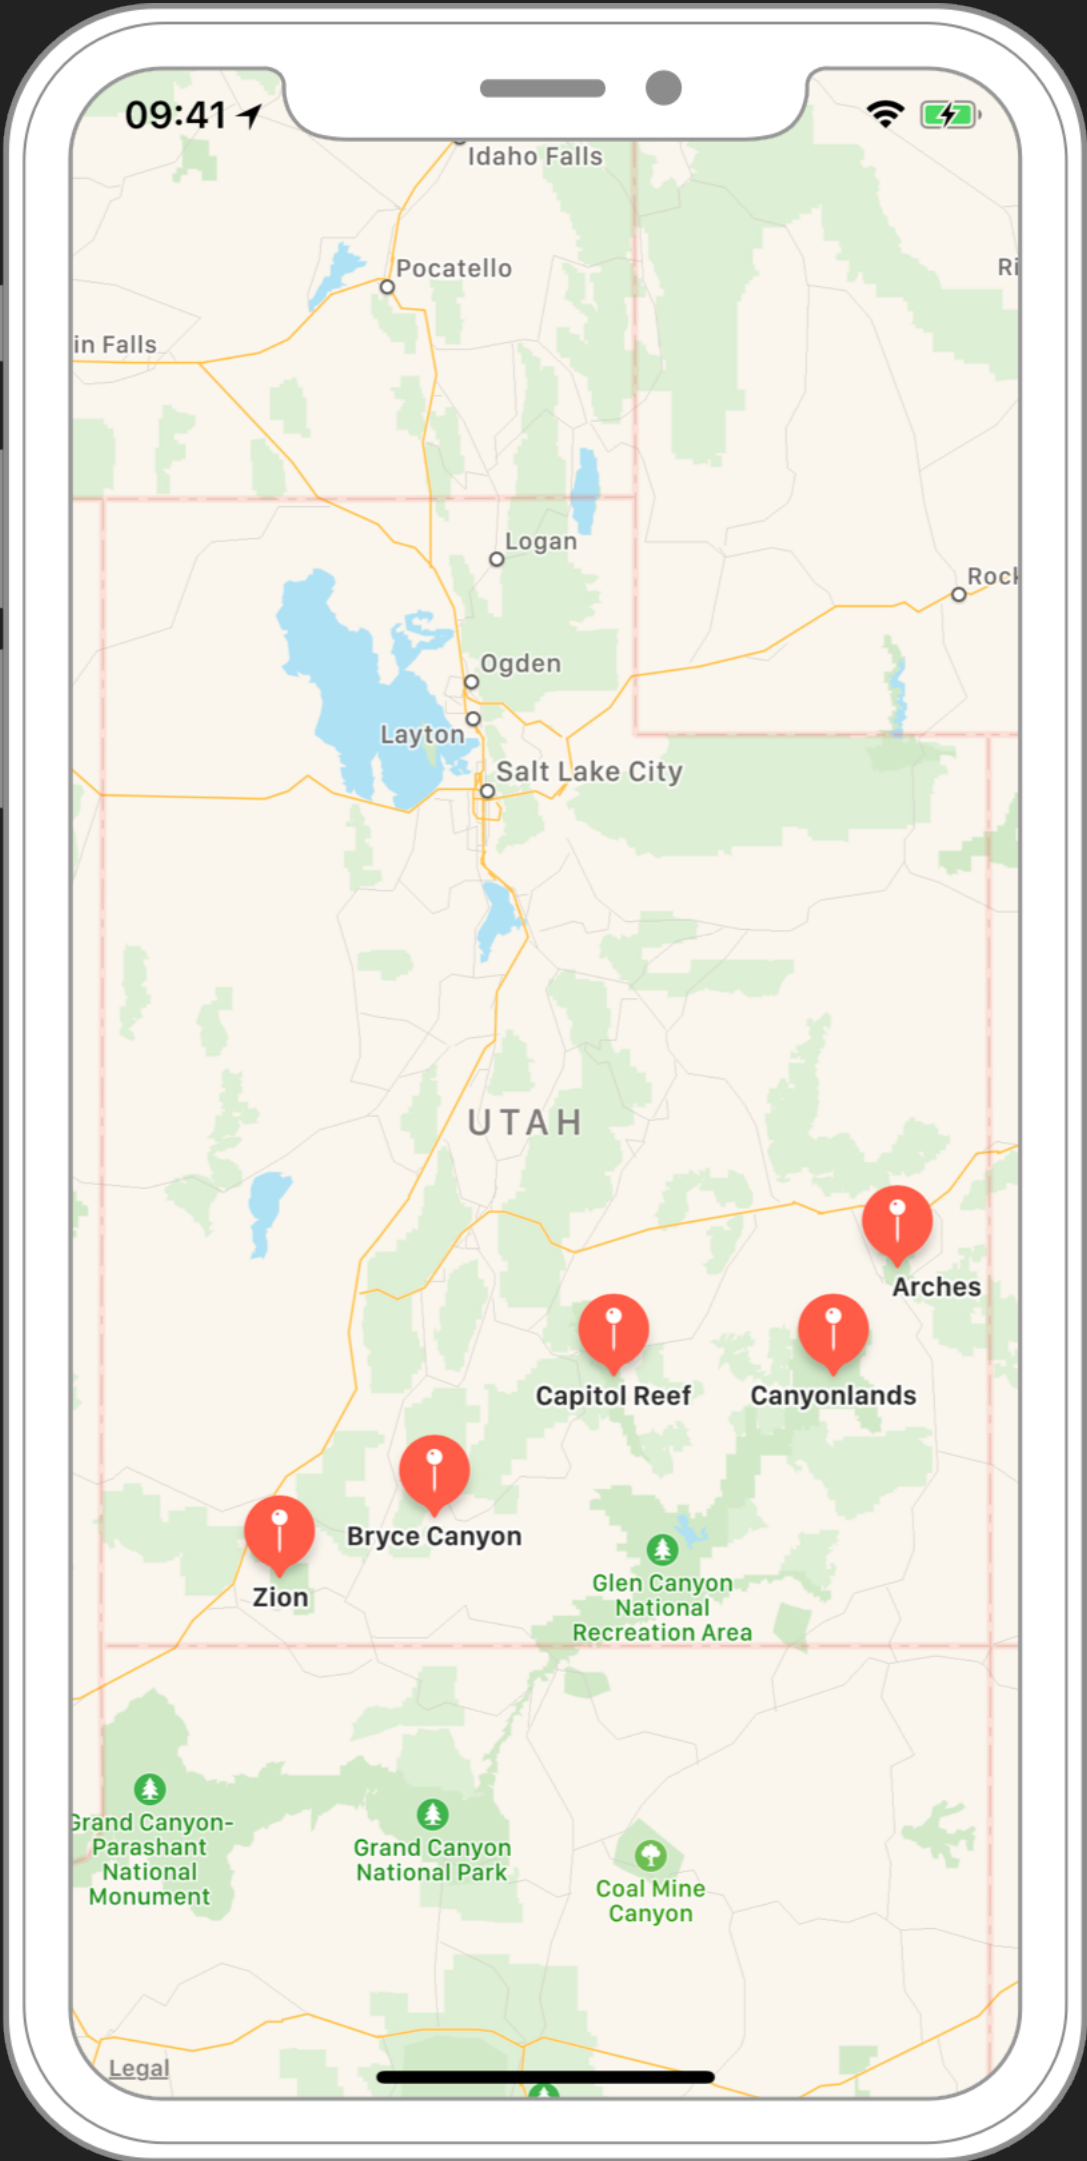 09:41
Idaho Falls
Pocatello
Ri
in Falls
Logan
Rock
Ogden
Layton
Salt Lake City
UTAH
Arches
Capitol Reef
Canyonlands
Bryce Canyon
Zion
Glen Canyon
National
Recreation Area
Grand Canyon-
Parashant
National
Monument
Grand Canyon
National Park
Coal Mine
Canyon
Legal